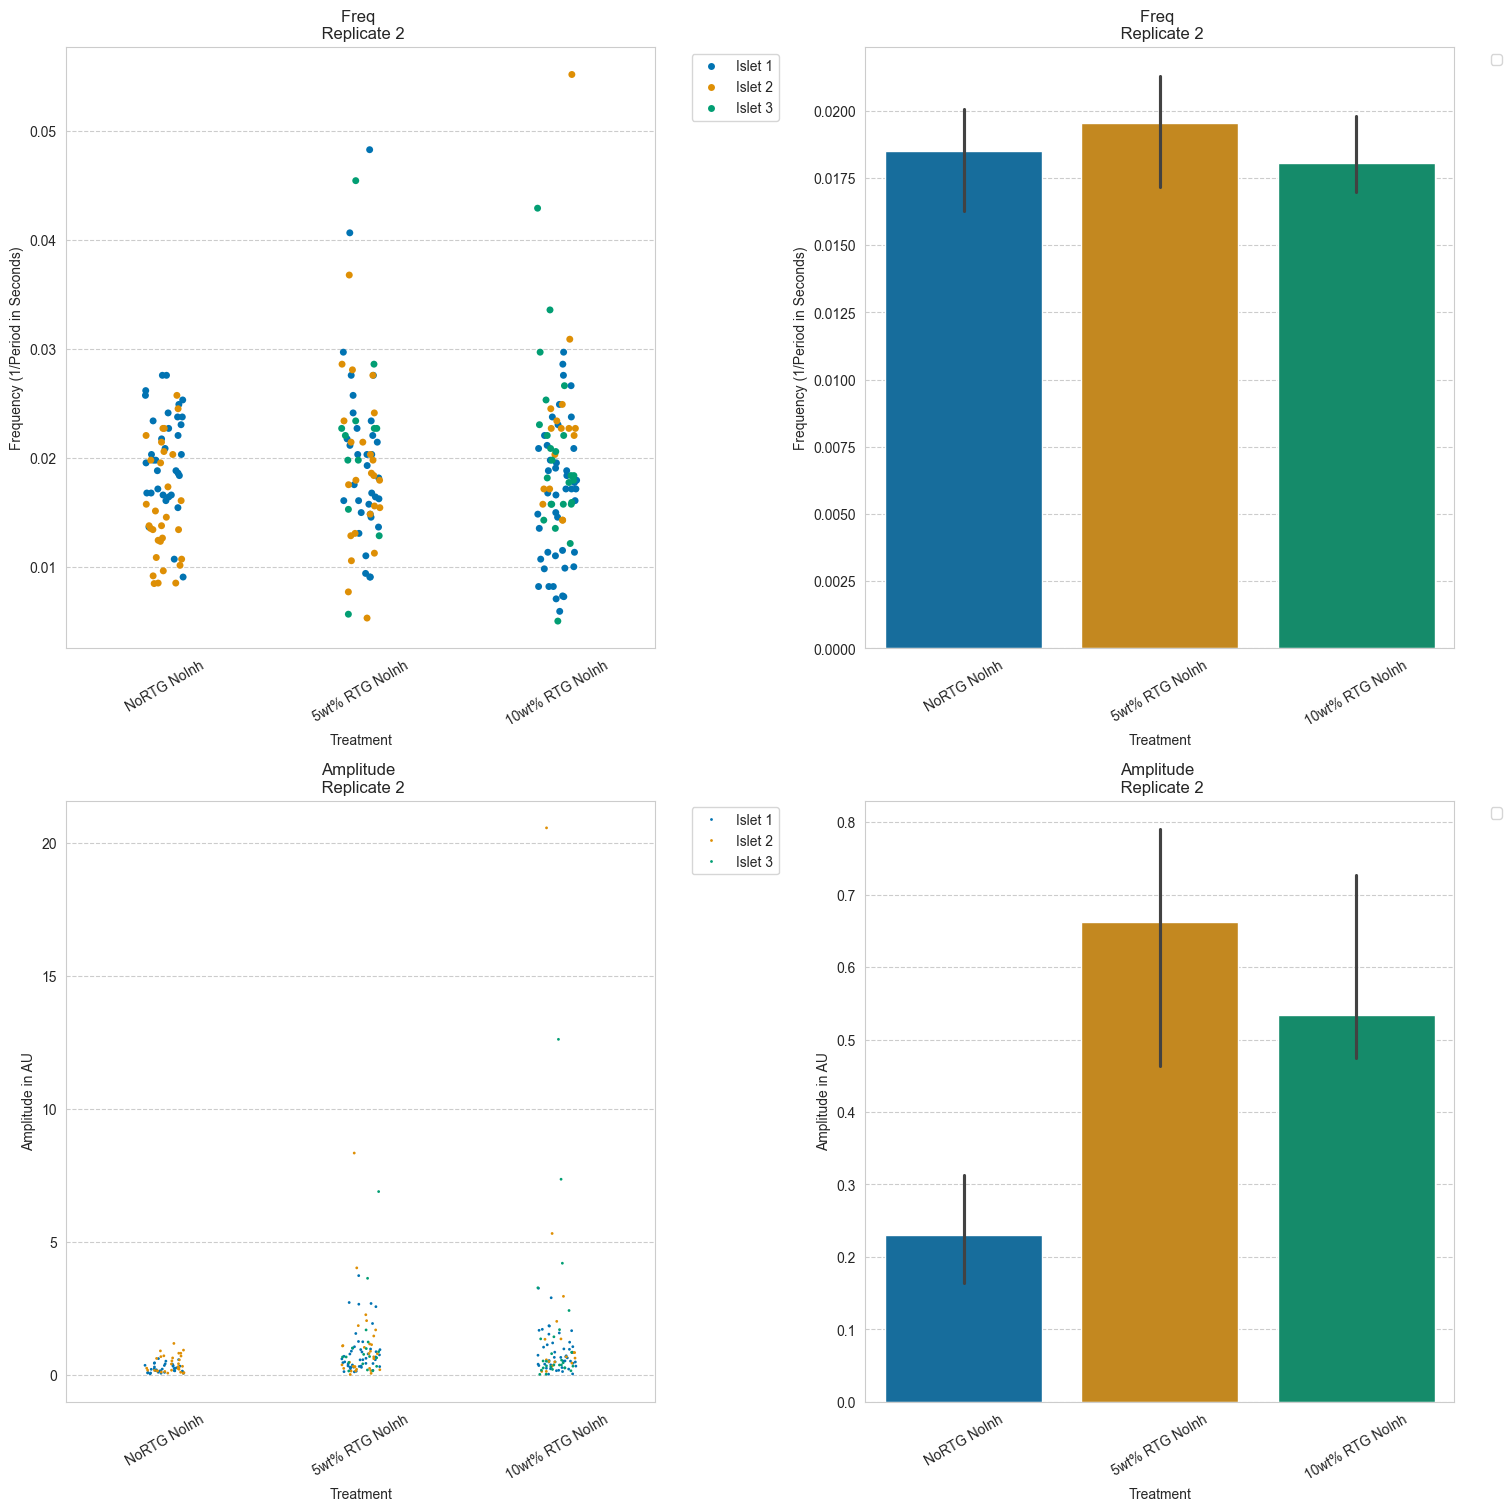 Freq
Replicate 2
0.05
0.04
0.03
0.02
0.01
Frequency (1/Period in Seconds)
NoRTG NoInh
5wt% RTG NoInh
10wt% RTG NoInh
Treatment
Islet 1
Islet 2
Islet 3
Freq
Replicate 2
0.0200
0.0175
0.0150
0.0125
0.0100
0.0075
0.0050
0.0025
0.0000
Frequency (1/Period in Seconds)
NoRTG NoInh
5wt% RTG NoInh
10wt% RTG NoInh
Treatment
Amplitude
Replicate 2
20
15
10
5
0
Amplitude in AU
NoRTG NoInh
5wt% RTG NoInh
10wt% RTG NoInh
Treatment
Islet 1
Islet 2
Islet 3
Amplitude
Replicate 2
0.8
0.7
0.6
0.5
0.4
0.3
0.2
0.1
0.0
Amplitude in AU
NoRTG NoInh
5wt% RTG NoInh
10wt% RTG NoInh
Treatment